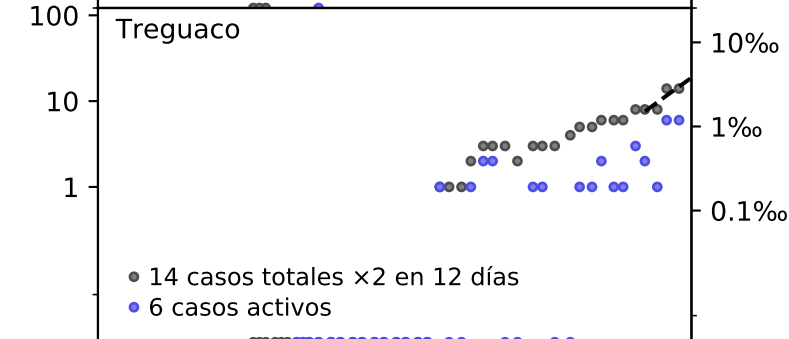 100
Treguaco
10‰
10
1‰
1
0.1‰
14 casos totales ×2 en 12 días
6 casos activos